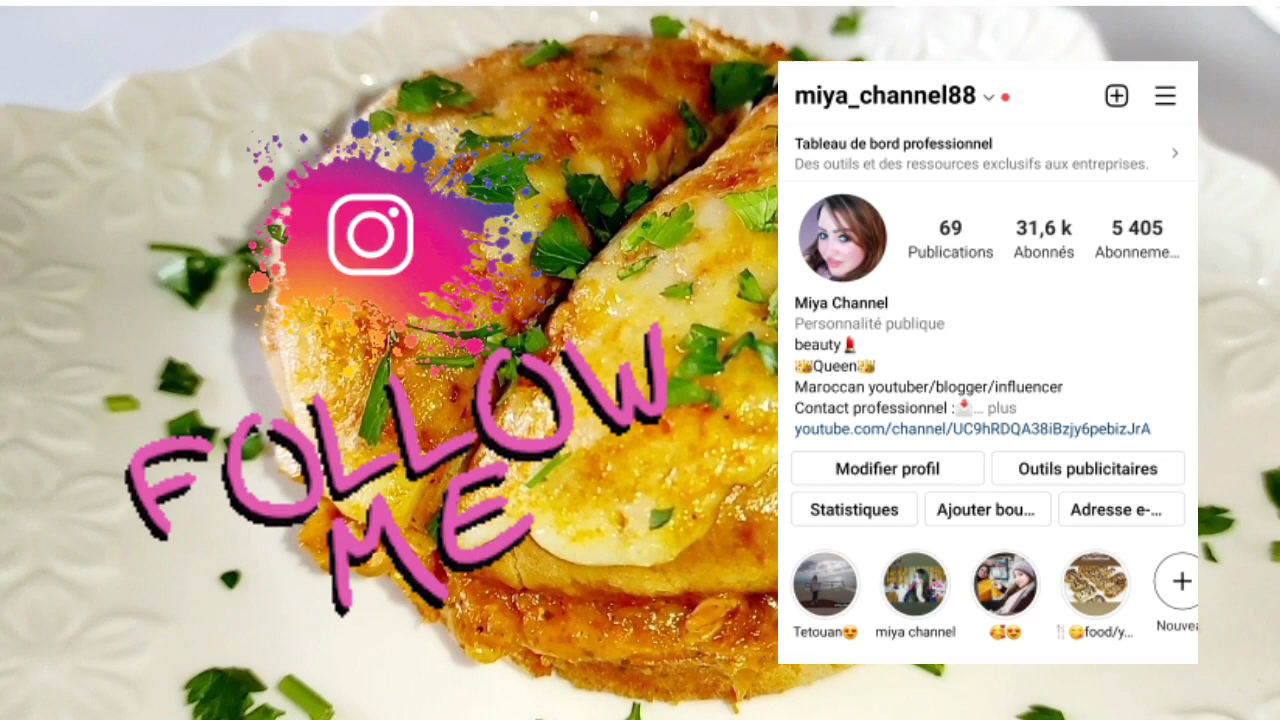 FOLLOW
ME
miya_channel88
Tableau de bord professionnel
Des outils et des ressources exclusifs aux entreprises.
69 31,6 k 5 405
Publications Abonnés Abonneme...
Miya Channel
Personnalité publique
beauty💄
👑Queen👑
Maroccan youtuber/blogger/influencer
Contact professionnel :📩... plus
youtube.com/channel/UC9hRDQA38iBzjy6pebizJrA
Modifier profil Outils publicitaires
Statistiques Ajouter bou... Adresse e-...
Tetouan😍 miya channel 🥰😍 🍴😋food/y... Nouvea